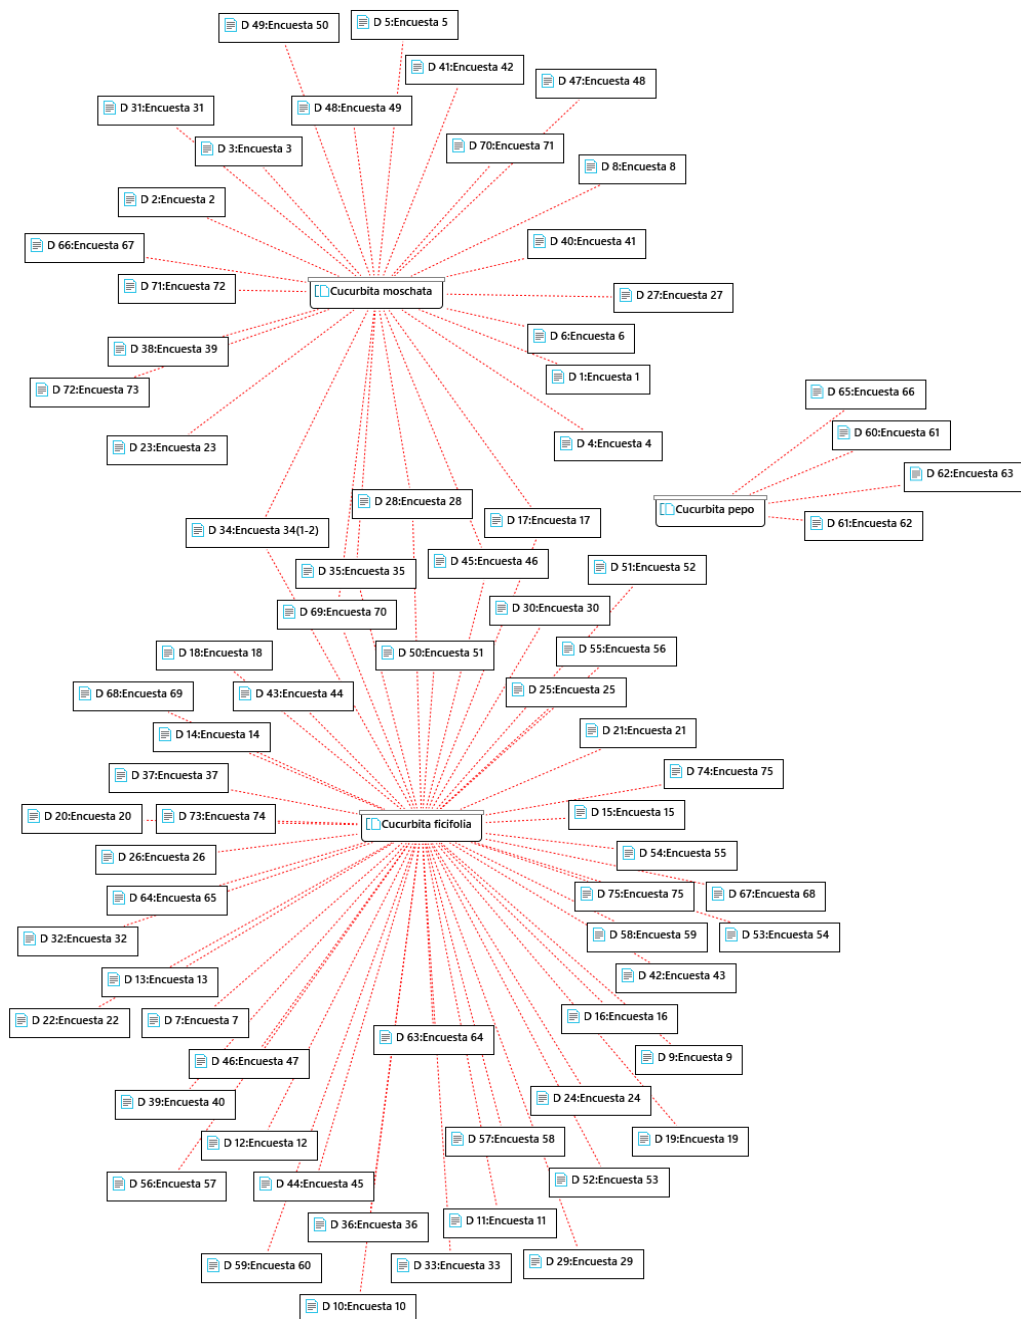 D 49:Encuesta 50
D 5:Encuesta 5
D 41:Encuesta 42
D 47:Encuesta 48
D 31:Encuesta 31
D 48:Encuesta 49
D 3:Encuesta 3
D 70:Encuesta 71
D 8:Encuesta 8
D 2:Encuesta 2
D 66:Encuesta 67
D 40:Encuesta 41
D 71:Encuesta 72
Cucurbita moschata
D 27:Encuesta 27
D 6:Encuesta 6
D 38:Encuesta 39
D 1:Encuesta 1
D 72:Encuesta 73
D 65:Encuesta 66
D 23:Encuesta 23
D 4:Encuesta 4
D 60:Encuesta 61
D 62:Encuesta 63
D 28:Encuesta 28
Cucurbita pepo
D 34:Encuesta 34(1-2)
D 17:Encuesta 17
D 61:Encuesta 62
D 35:Encuesta 35
D 45:Encuesta 46
D 51:Encuesta 52
D 69:Encuesta 70
D 30:Encuesta 30
D 18:Encuesta 18
D 50:Encuesta 51
D 55:Encuesta 56
D 68:Encuesta 69
D 43:Encuesta 44
D 25:Encuesta 25
D 14:Encuesta 14
D 21:Encuesta 21
D 37:Encuesta 37
D 74:Encuesta 75
D 20:Encuesta 20
D 73:Encuesta 74
Cucurbita ficifolia
D 15:Encuesta 15
D 26:Encuesta 26
D 54:Encuesta 55
D 64:Encuesta 65
D 75:Encuesta 75
D 67:Encuesta 68
D 32:Encuesta 32
D 58:Encuesta 59
D 53:Encuesta 54
D 13:Encuesta 13
D 42:Encuesta 43
D 22:Encuesta 22
D 7:Encuesta 7
D 63:Encuesta 64
D 16:Encuesta 16
D 46:Encuesta 47
D 9:Encuesta 9
D 39:Encuesta 40
D 24:Encuesta 24
D 12:Encuesta 12
D 57:Encuesta 58
D 19:Encuesta 19
D 56:Encuesta 57
D 44:Encuesta 45
D 52:Encuesta 53
D 36:Encuesta 36
D 11:Encuesta 11
D 59:Encuesta 60
D 33:Encuesta 33
D 29:Encuesta 29
D 10:Encuesta 10